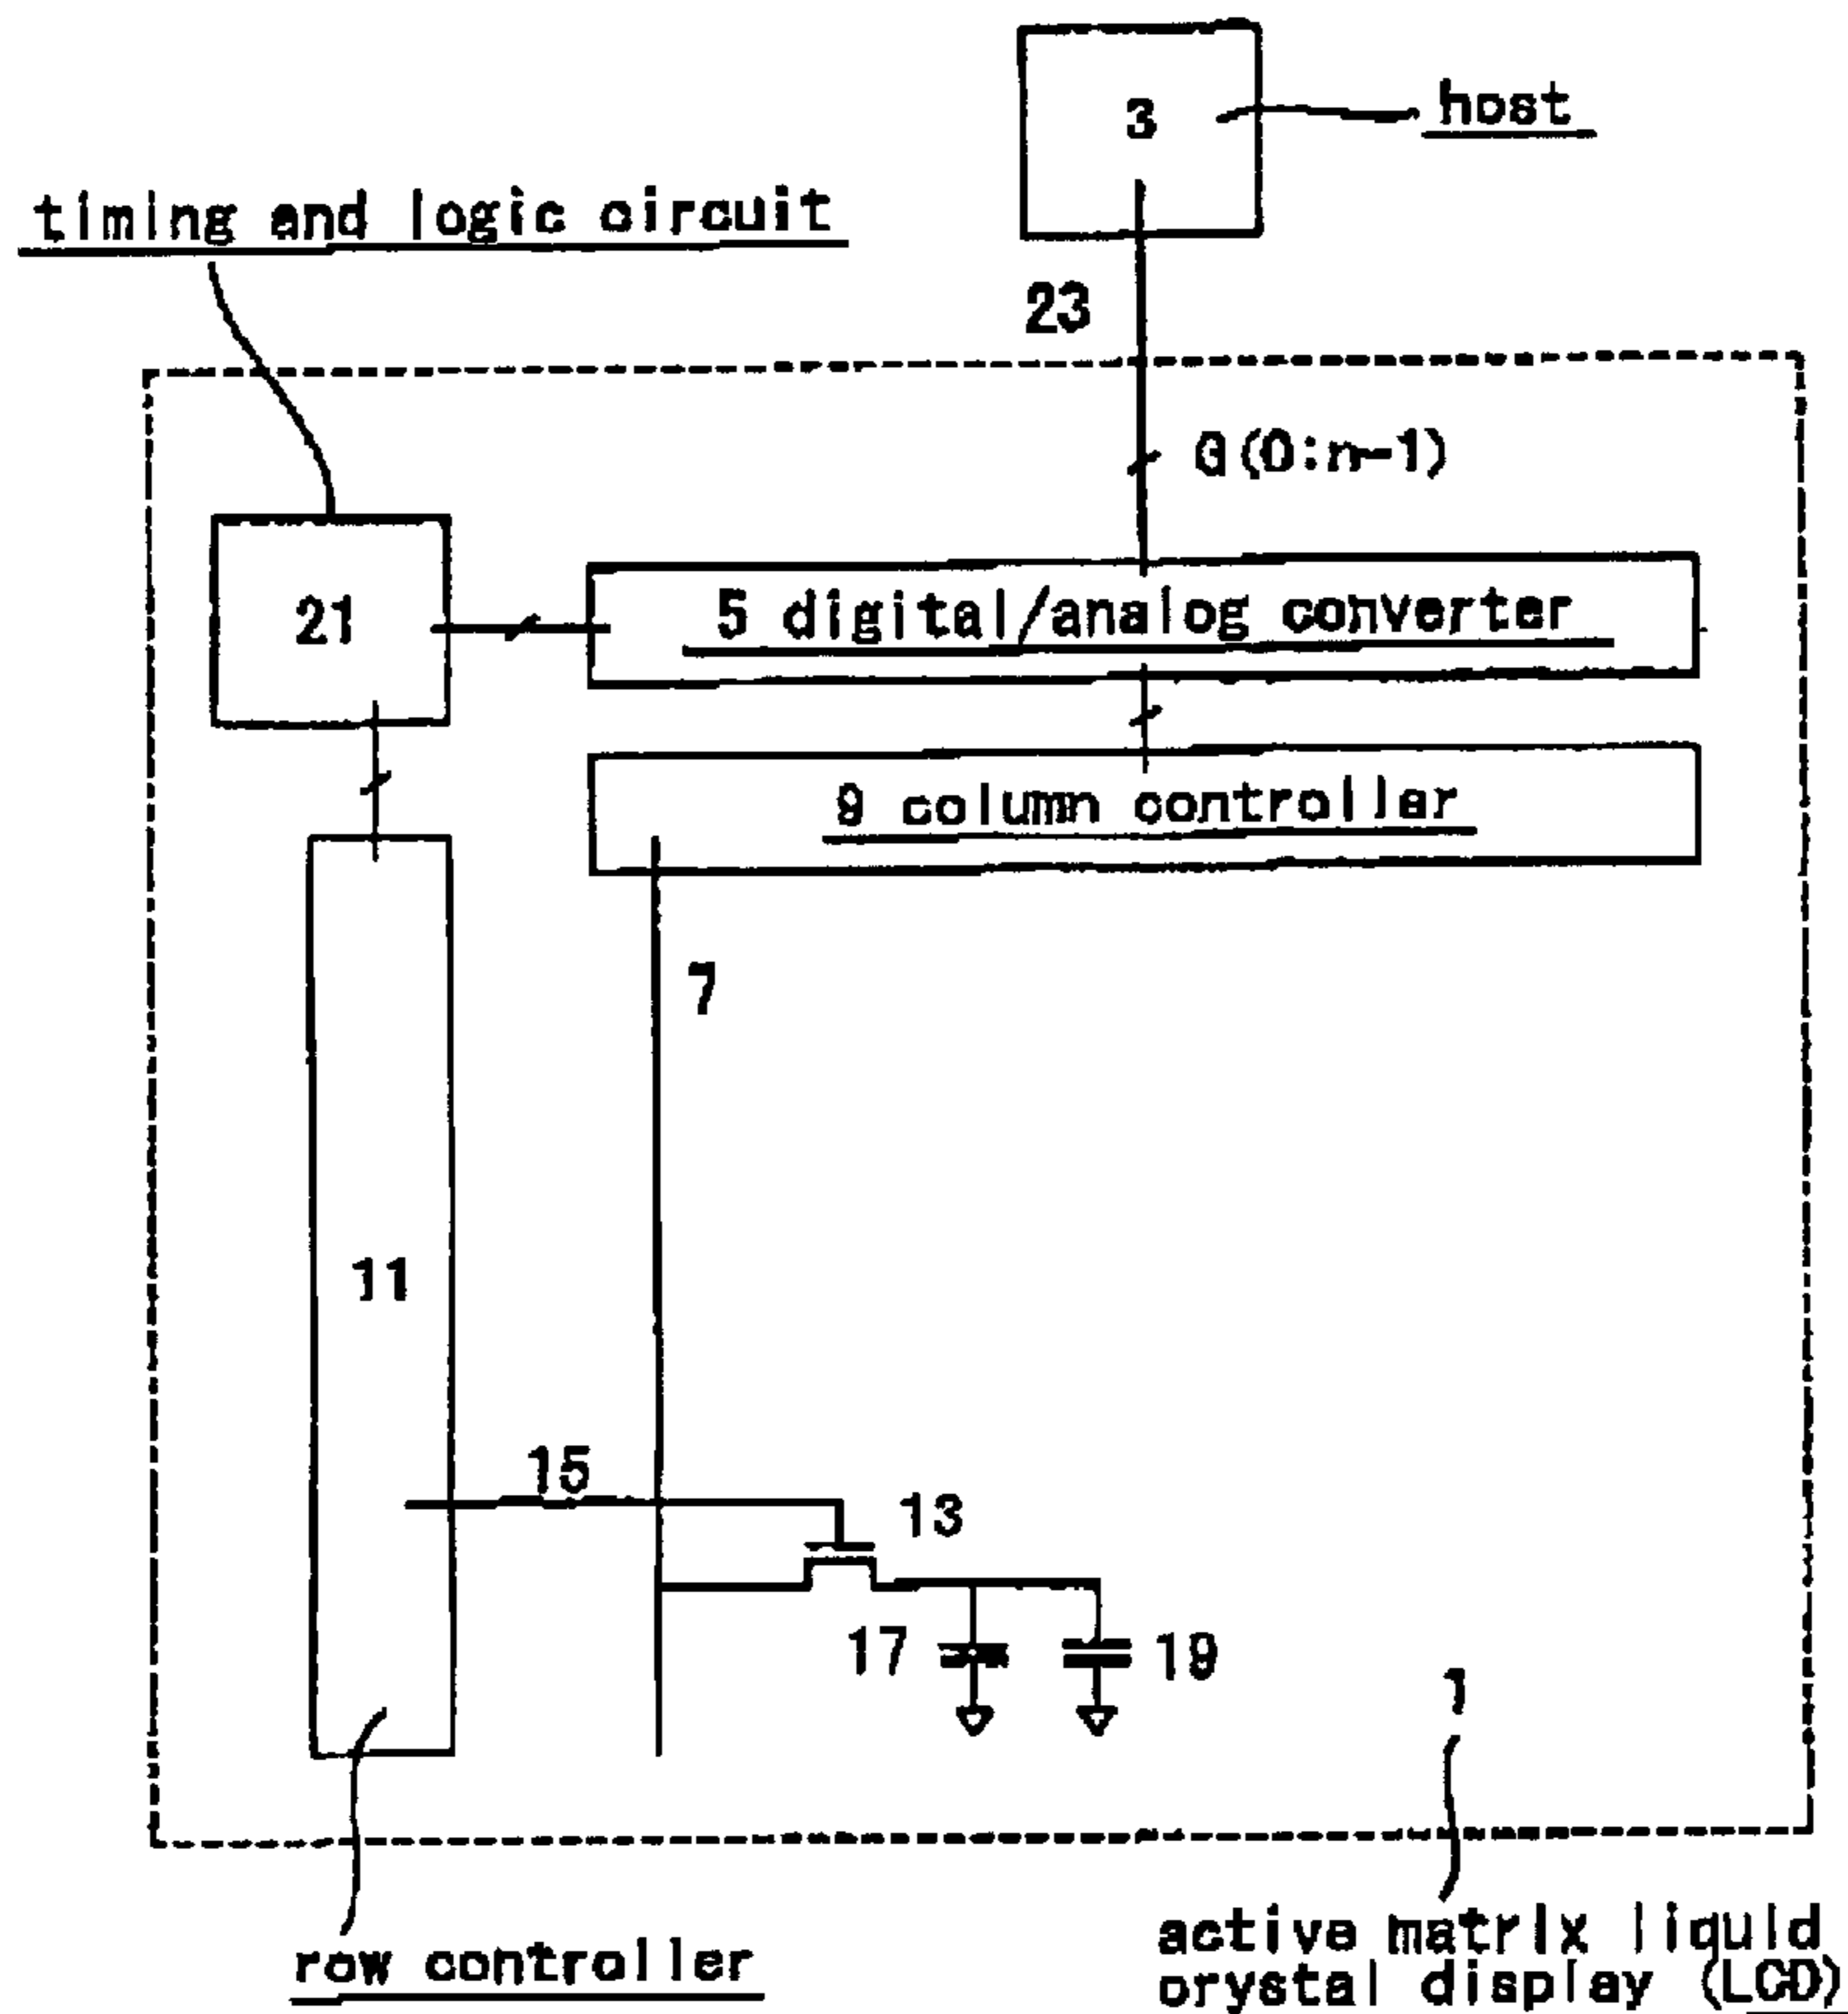 3
host
timing and logic circuit
23
G(0:n-1)
21
5 digital/analog converter
9 column controller
7
11
15
13
17
19
1
row controller
active matrix liquid
crystal display (LCD)